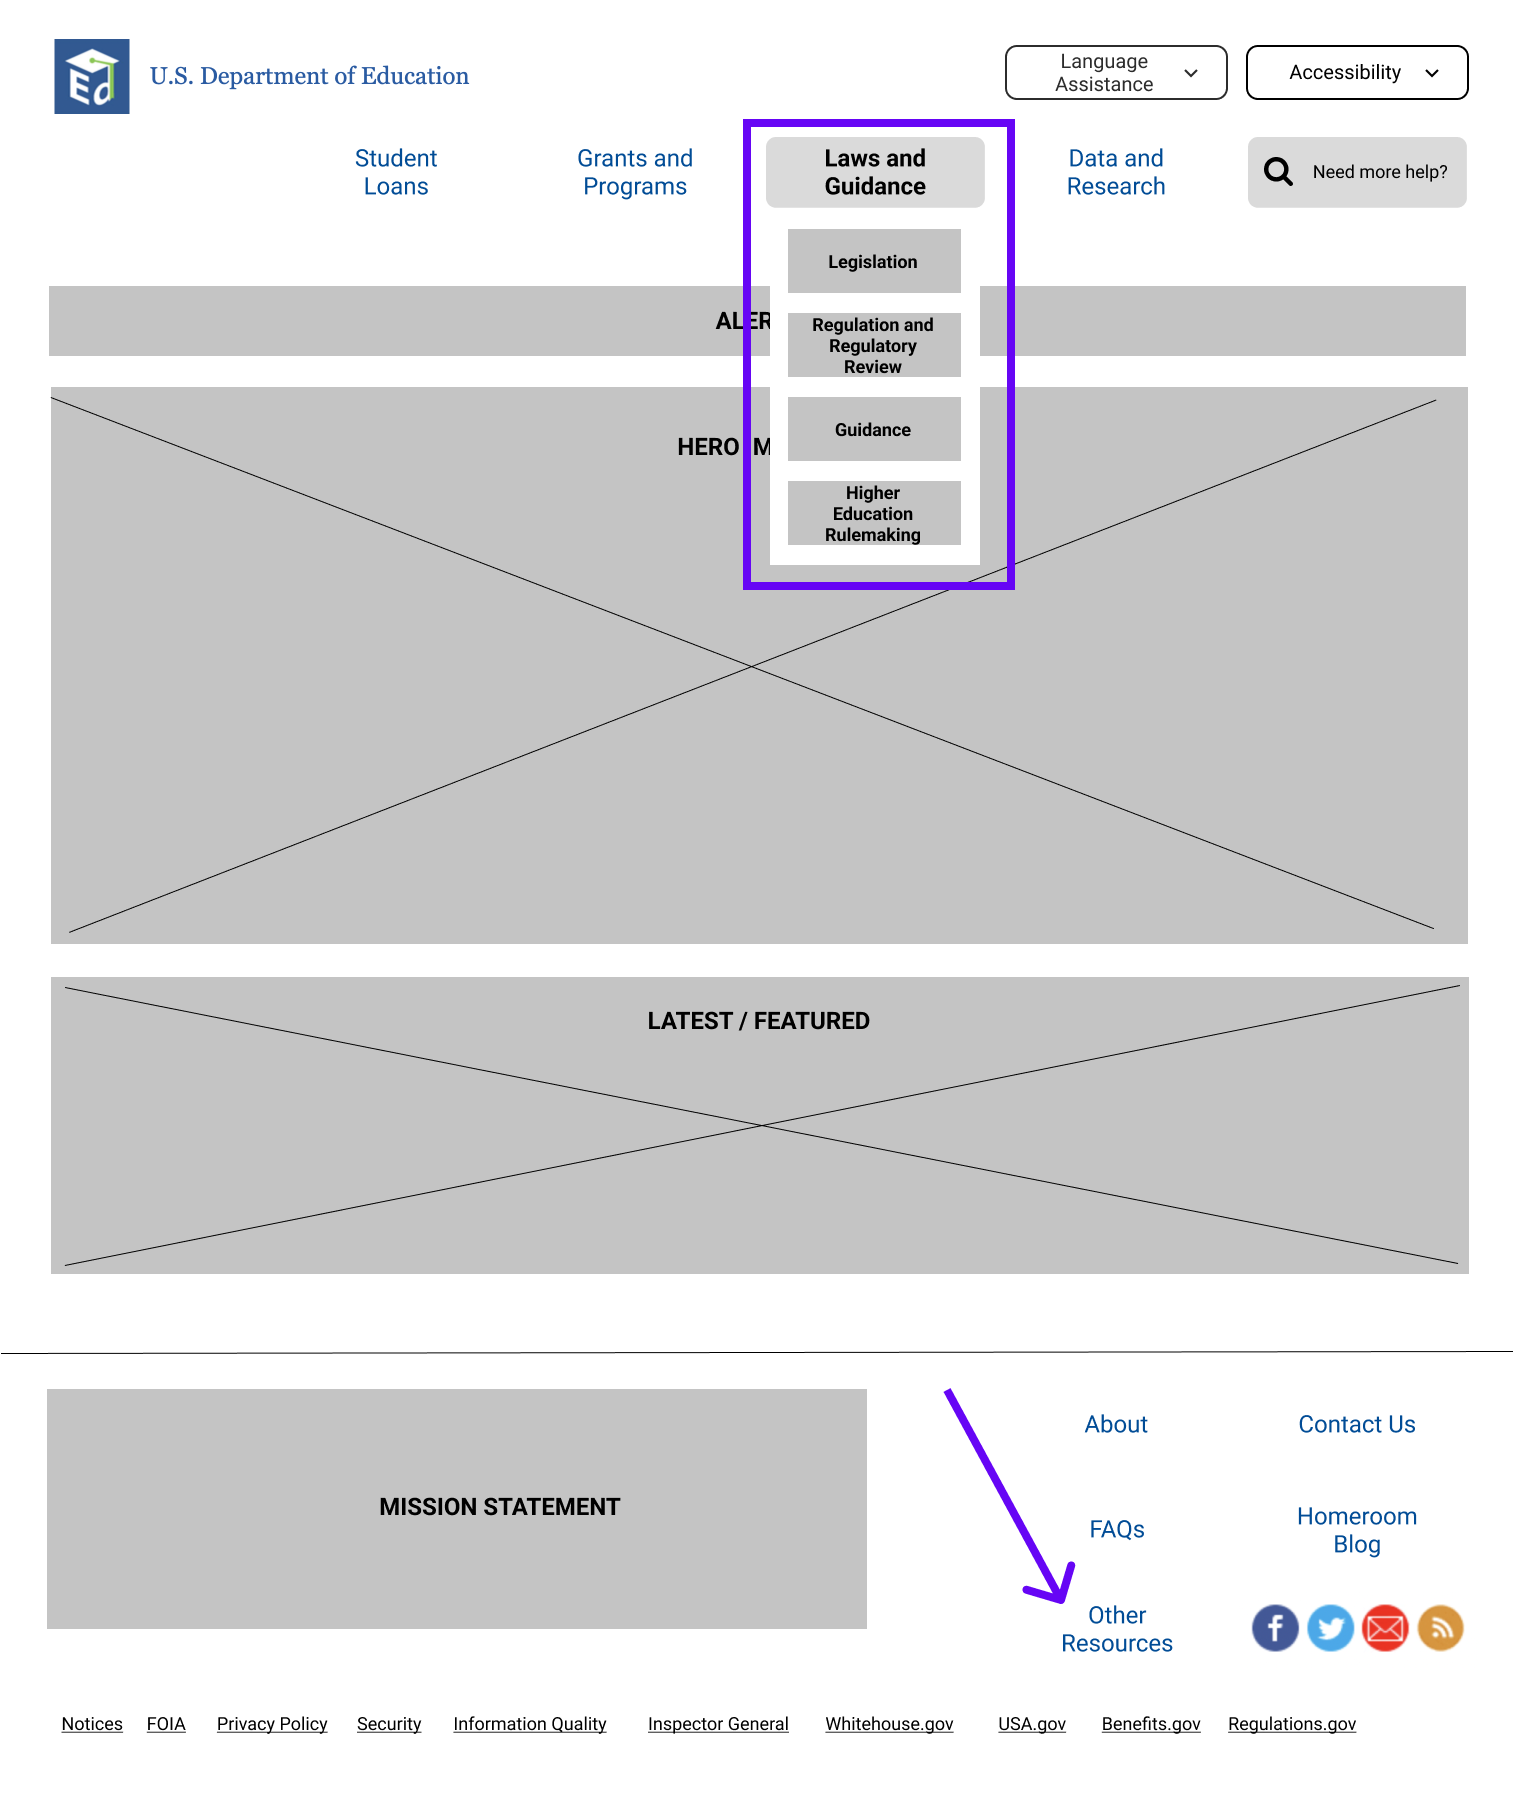 Ed
U.S. Department of Education
Language
Assistance
Accessibility
Student
Loans
Grants and
Programs
Laws and
Guidance
Data and
Research
Need more help?
Legislation
Regulation and
Regulatory
Review
Guidance
Higher
Education
Rulemaking
ALER
HERO M
LATEST / FEATURED
MISSION STATEMENT
About
Contact Us
FAQs
Homeroom
Blog
Other
Resources
Notices FOIA Privacy Policy Security Information Quality Inspector General Whitehouse.gov USA.gov Benefits.gov Regulations.gov